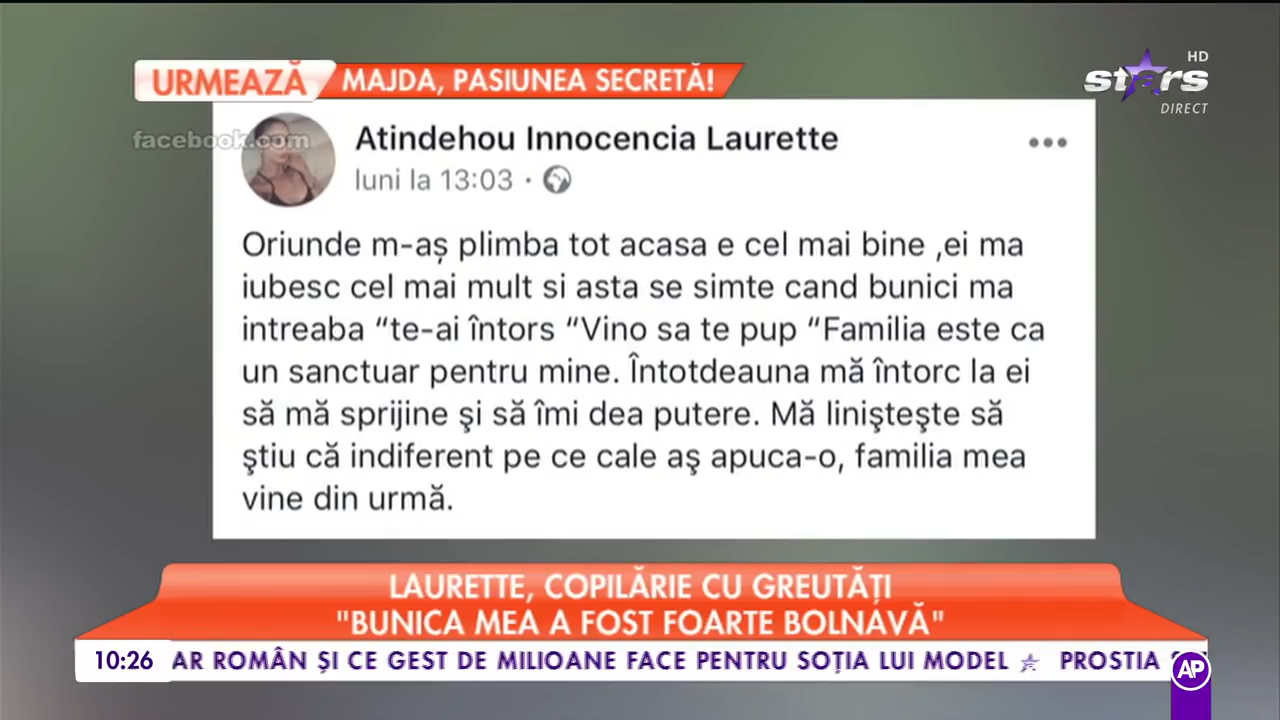 URMEAZĂ MAJDA, PASIUNEA SECRETĂ!
HD
stars
DIRECT
facebook.com
Atindehou Innocencia Laurette
luni la 13:03 ·
Oriunde m-aș plimba tot acasa e cel mai bine ,ei ma
iubesc cel mai mult si asta se simte cand bunici ma
intreaba “te-ai întors “Vino sa te pup “Familia este ca
un sanctuar pentru mine. Întotdeauna mă întorc la ei
să mă sprijine şi să îmi dea putere. Mă linişteşte să
ştiu că indiferent pe ce cale aş apuca-o, familia mea
vine din urmă.
LAURETTE, COPILĂRIE CU GREUTĂȚI
"BUNICA MEA A FOST FOARTE BOLNAVĂ"
10:26 AR ROMÂN ȘI CE GEST DE MILIOANE FACE PENTRU SOȚIA LUI MODEL PROSTIA
AP